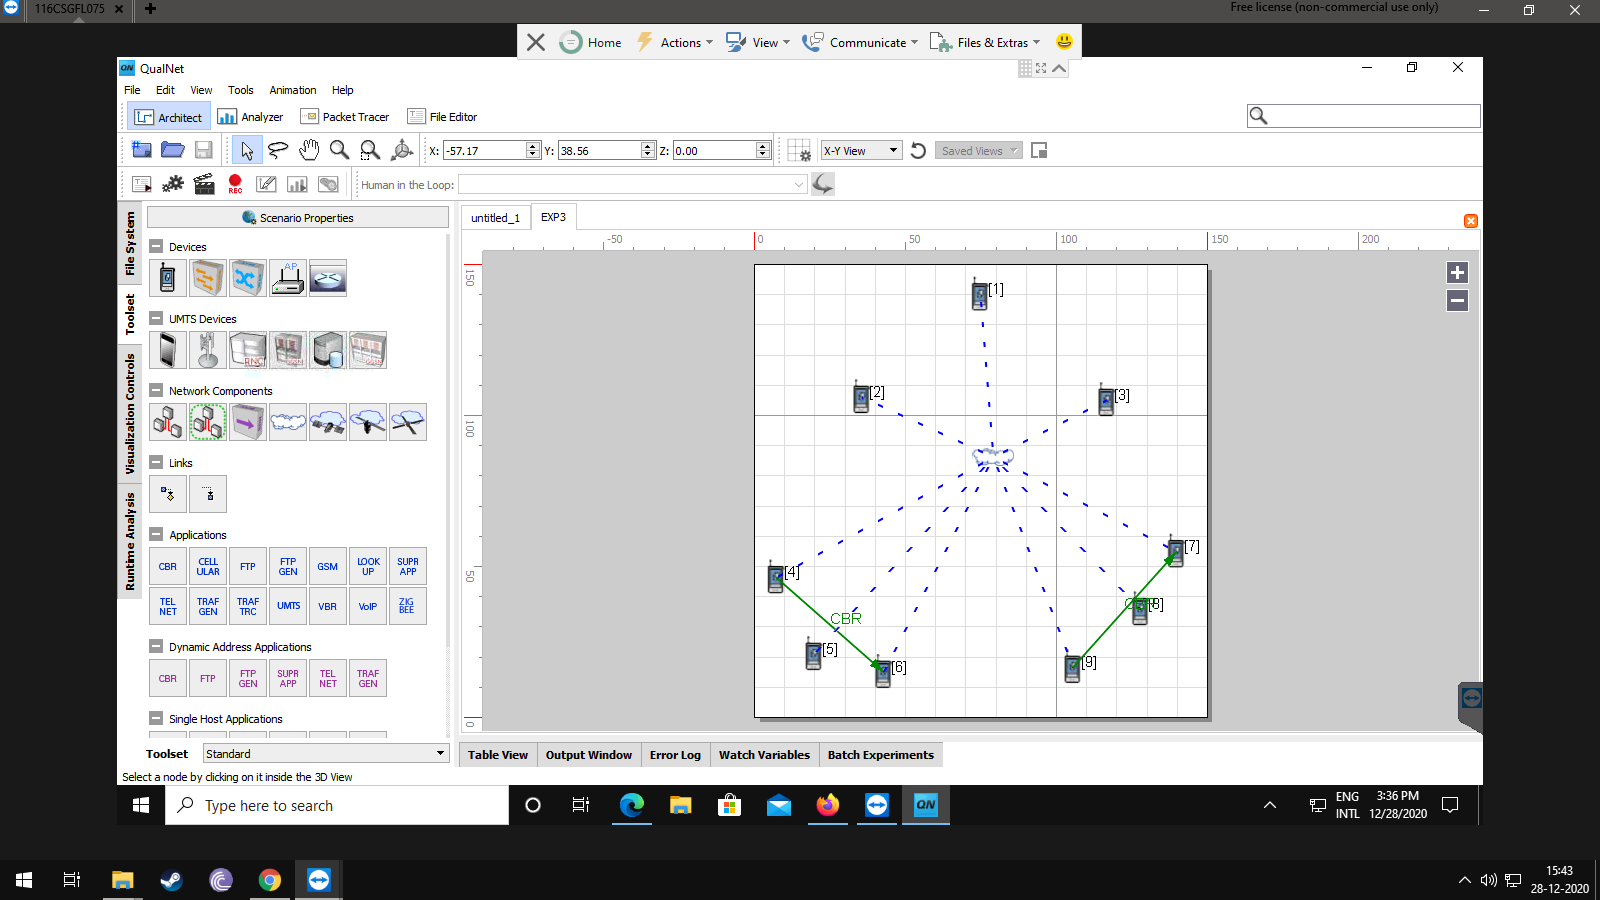 116CSGFL075
Free license (non-commercial use only)
Home
Actions
View
Communicate
Files & Extras
QN QualNet
File Edit View Tools Animation Help
Architect
Analyzer
Packet Tracer
File Editor
X: -57.17
Y: 38.56
Z: 0.00
X-Y View
Saved Views
REC
Human in the Loop:
File System
Toolset
Visualization Controls
Runtime Analysis
Scenario Properties
Devices
AP
UMTS Devices
RNC
Network Components
Links
Applications
CBR
CELL
ULAR
FTP
FTP
GEN
GSM
LOOK
UP
SUPR
APP
TEL
NET
TRAF
GEN
TRAF
TRC
UMTS
VBR
VoIP
ZIG
BEE
Dynamic Address Applications
CBR
FTP
FTP
GEN
SUPR
APP
TEL
NET
TRAF
GEN
Single Host Applications
Toolset
Standard
untitled_1
EXP3
-50
0
50
100
150
200
150
100
50
0
[1]
[2]
[3]
[4]
[5]
[6]
[7]
[8]
[9]
CBR
Table View
Output Window
Error Log
Watch Variables
Batch Experiments
Select a node by clicking on it inside the 3D View
Type here to search
QN
ENG
INTL
3:36 PM
12/28/2020
15:43
28-12-2020